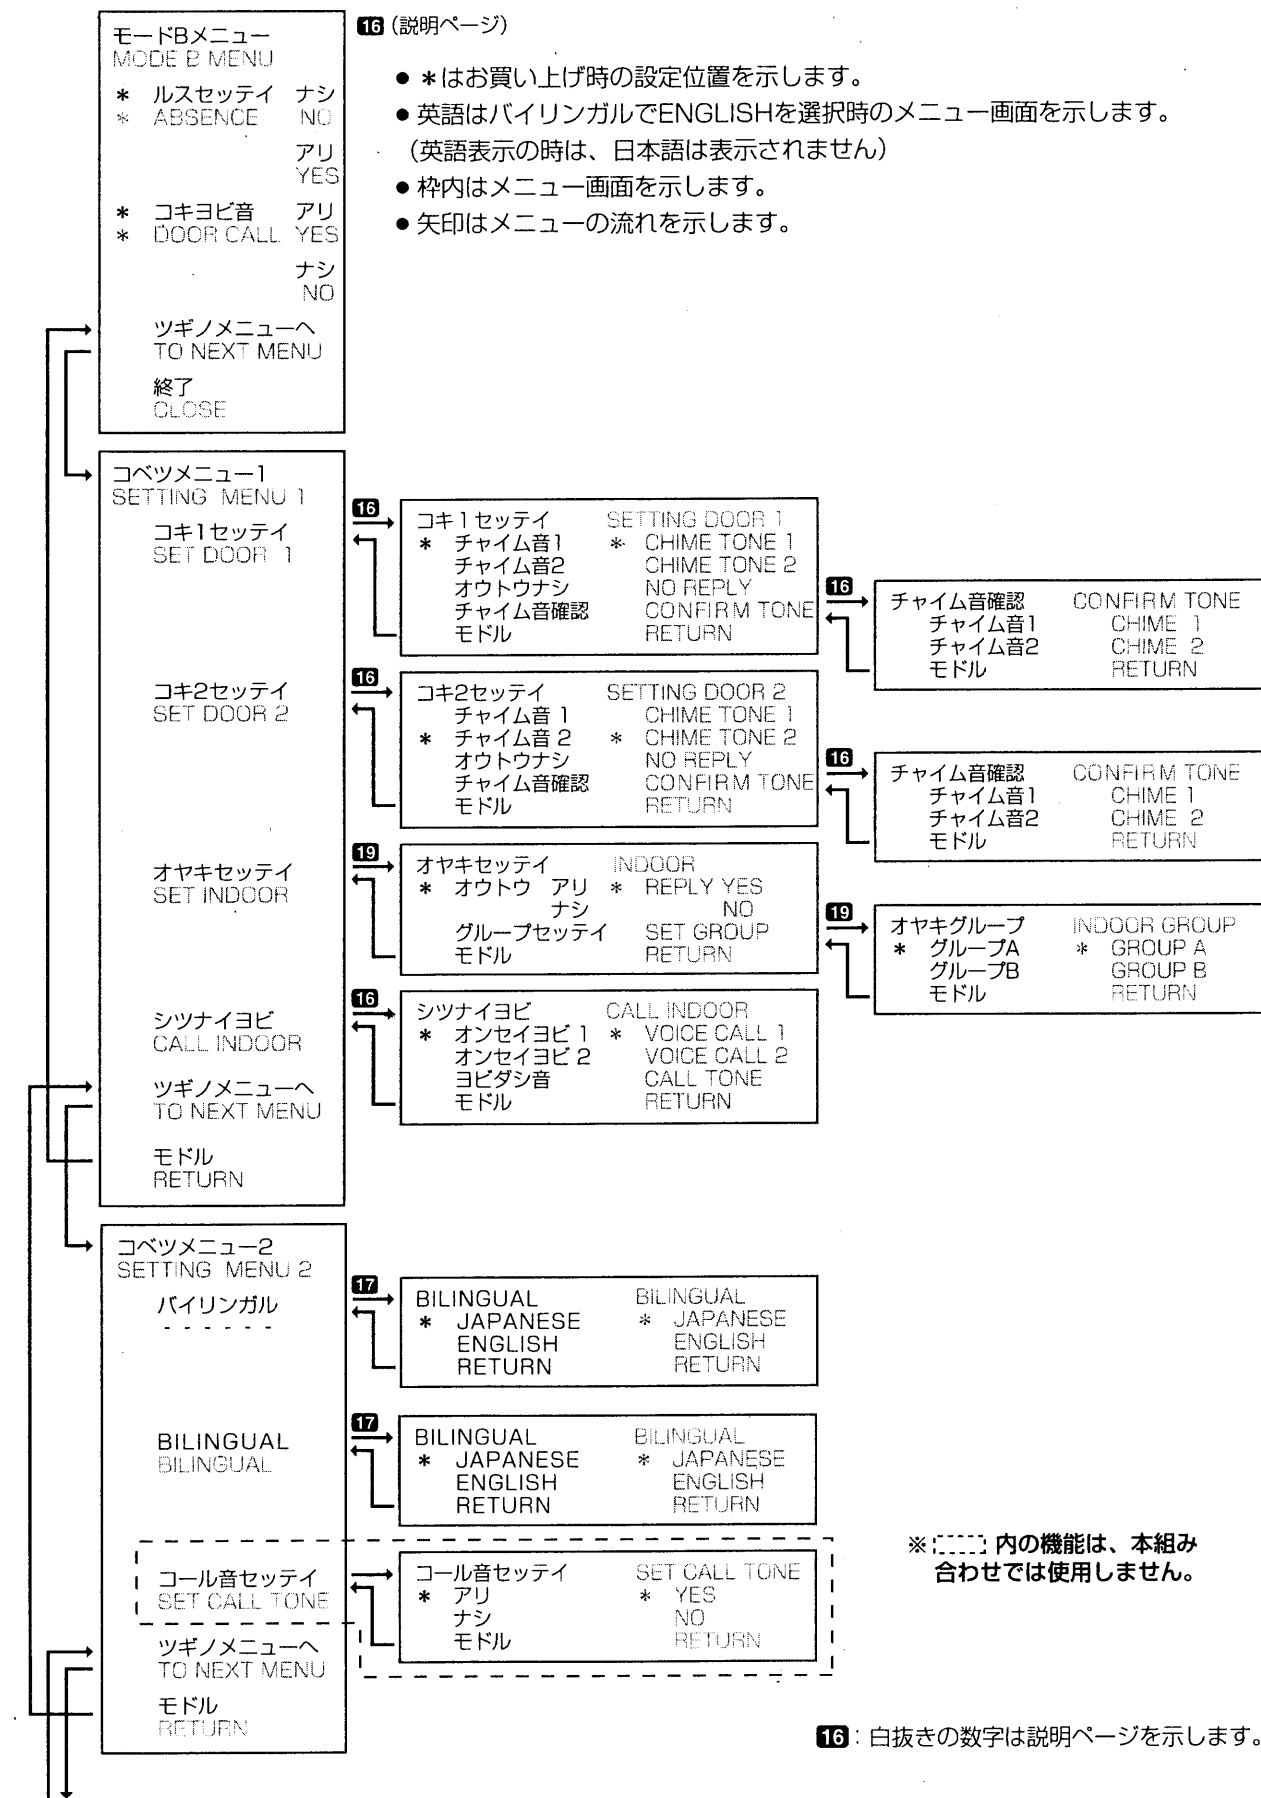 モードBメニュー
MODE B MENU
* ルスセッテイ ナシ
* ABSENCE NO
アリ
YES
* コキヨビ音 アリ
* DOOR CALL YES
ナシ
NO
ツギノメニューへ
TO NEXT MENU
終了
CLOSE
16 (説明ページ)
● *はお買い上げ時の設定位置を示します。
● 英語はバイリンガルでENGLISHを選択時のメニュー画面を示します。
(英語表示の時は、日本語は表示されません)
● 枠内はメニュー画面を示します。
● 矢印はメニューの流れを示します。
コベツメニュー1
SETTING MENU 1
コキ1セッテイ
SET DOOR 1
16
コキ1セッテイ SETTING DOOR 1
* チャイム音1 * CHIME TONE 1
チャイム音2 CHIME TONE 2
オウトウナシ NO REPLY
チャイム音確認 CONFIRM TONE
モドル RETURN
16
チャイム音確認 CONFIRM TONE
チャイム音1 CHIME 1
チャイム音2 CHIME 2
モドル RETURN
コキ2セッテイ
SET DOOR 2
16
コキ2セッテイ SETTING DOOR 2
チャイム音 1 CHIME TONE 1
* チャイム音 2 * CHIME TONE 2
オウトウナシ NO REPLY
チャイム音確認 CONFIRM TONE
モドル RETURN
16
チャイム音確認 CONFIRM TONE
チャイム音1 CHIME 1
チャイム音2 CHIME 2
モドル RETURN
オヤキセッテイ
SET INDOOR
19
オヤキセッテイ INDOOR
* オウトウ アリ * REPLY YES
ナシ NO
グループセッテイ SET GROUP
モドル RETURN
19
オヤキグループ INDOOR GROUP
* グループA * GROUP A
グループB GROUP B
モドル RETURN
シツナイヨビ
CALL INDOOR
16
シツナイヨビ CALL INDOOR
* オンセイヨビ 1 * VOICE CALL 1
オンセイヨビ 2 VOICE CALL 2
ヨビダシ音 CALL TONE
モドル RETURN
ツギノメニューへ
TO NEXT MENU
モドル
RETURN
コベツメニュー2
SETTING MENU 2
バイリンガル
- - - - - -
17
BILINGUAL BILINGUAL
* JAPANESE * JAPANESE
ENGLISH ENGLISH
RETURN RETURN
BILINGUAL
BILINGUAL
17
BILINGUAL BILINGUAL
* JAPANESE * JAPANESE
ENGLISH ENGLISH
RETURN RETURN
コール音セッテイ
SET CALL TONE
コール音セッテイ SET CALL TONE
* アリ * YES
ナシ NO
モドル RETURN
※ 内の機能は、本組み
合わせでは使用しません。
ツギノメニューへ
TO NEXT MENU
モドル
RETURN
16 : 白抜きの数字は説明ページを示します。